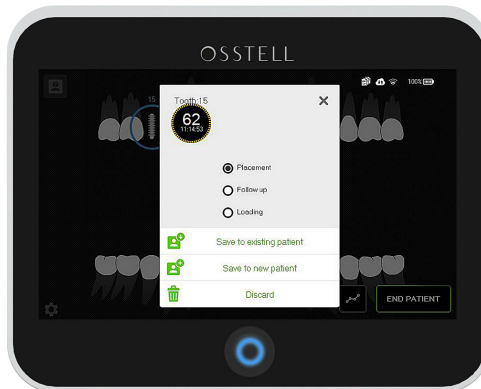 OSSTELL
100%
15
Tooth:15
62
11:14:53
Placement
Follow up
Loading
Save to existing patient
Save to new patient
Discard
END PATIENT